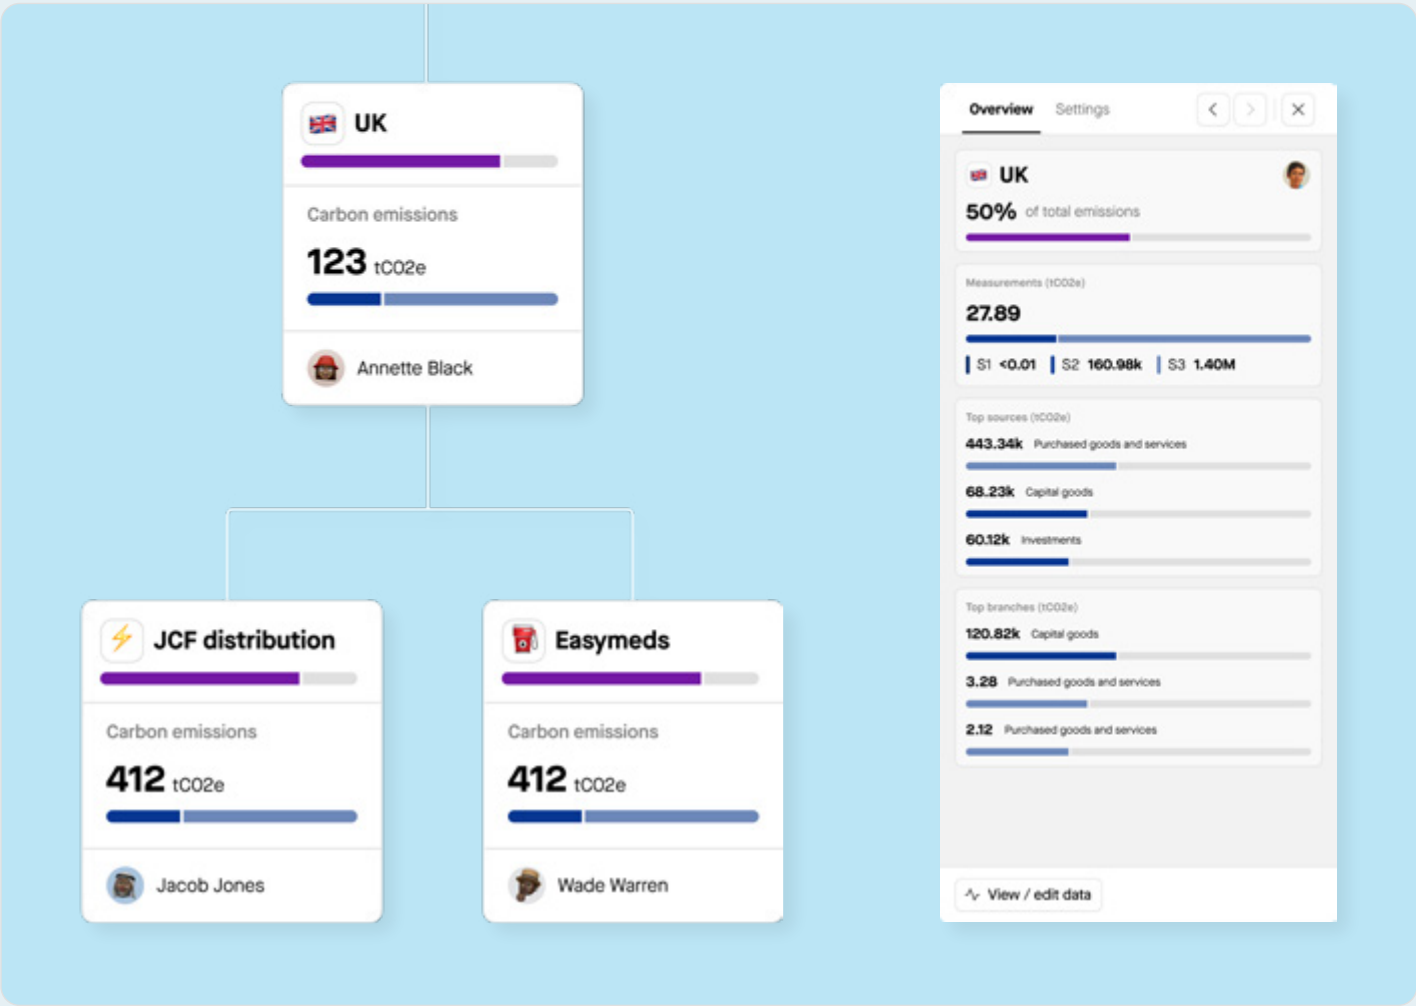 UK
Carbon emissions
123 tCO2e
Annette Black
JCF distribution
Carbon emissions
412 tCO2e
Jacob Jones
Easymeds
Carbon emissions
412 tCO2e
Wade Warren
Overview Settings
UK
50% of total emissions
Measurements (tCO2e)
27.89
S1 <0.01 S2 160.98k S3 1.40M
Top sources (tCO2e)
443.34k Purchased goods and services
68.23k Capital goods
60.12k Investments
Top branches (tCO2e)
120.82k Capital goods
3.28 Purchased goods and services
2.12 Purchased goods and services
View / edit data